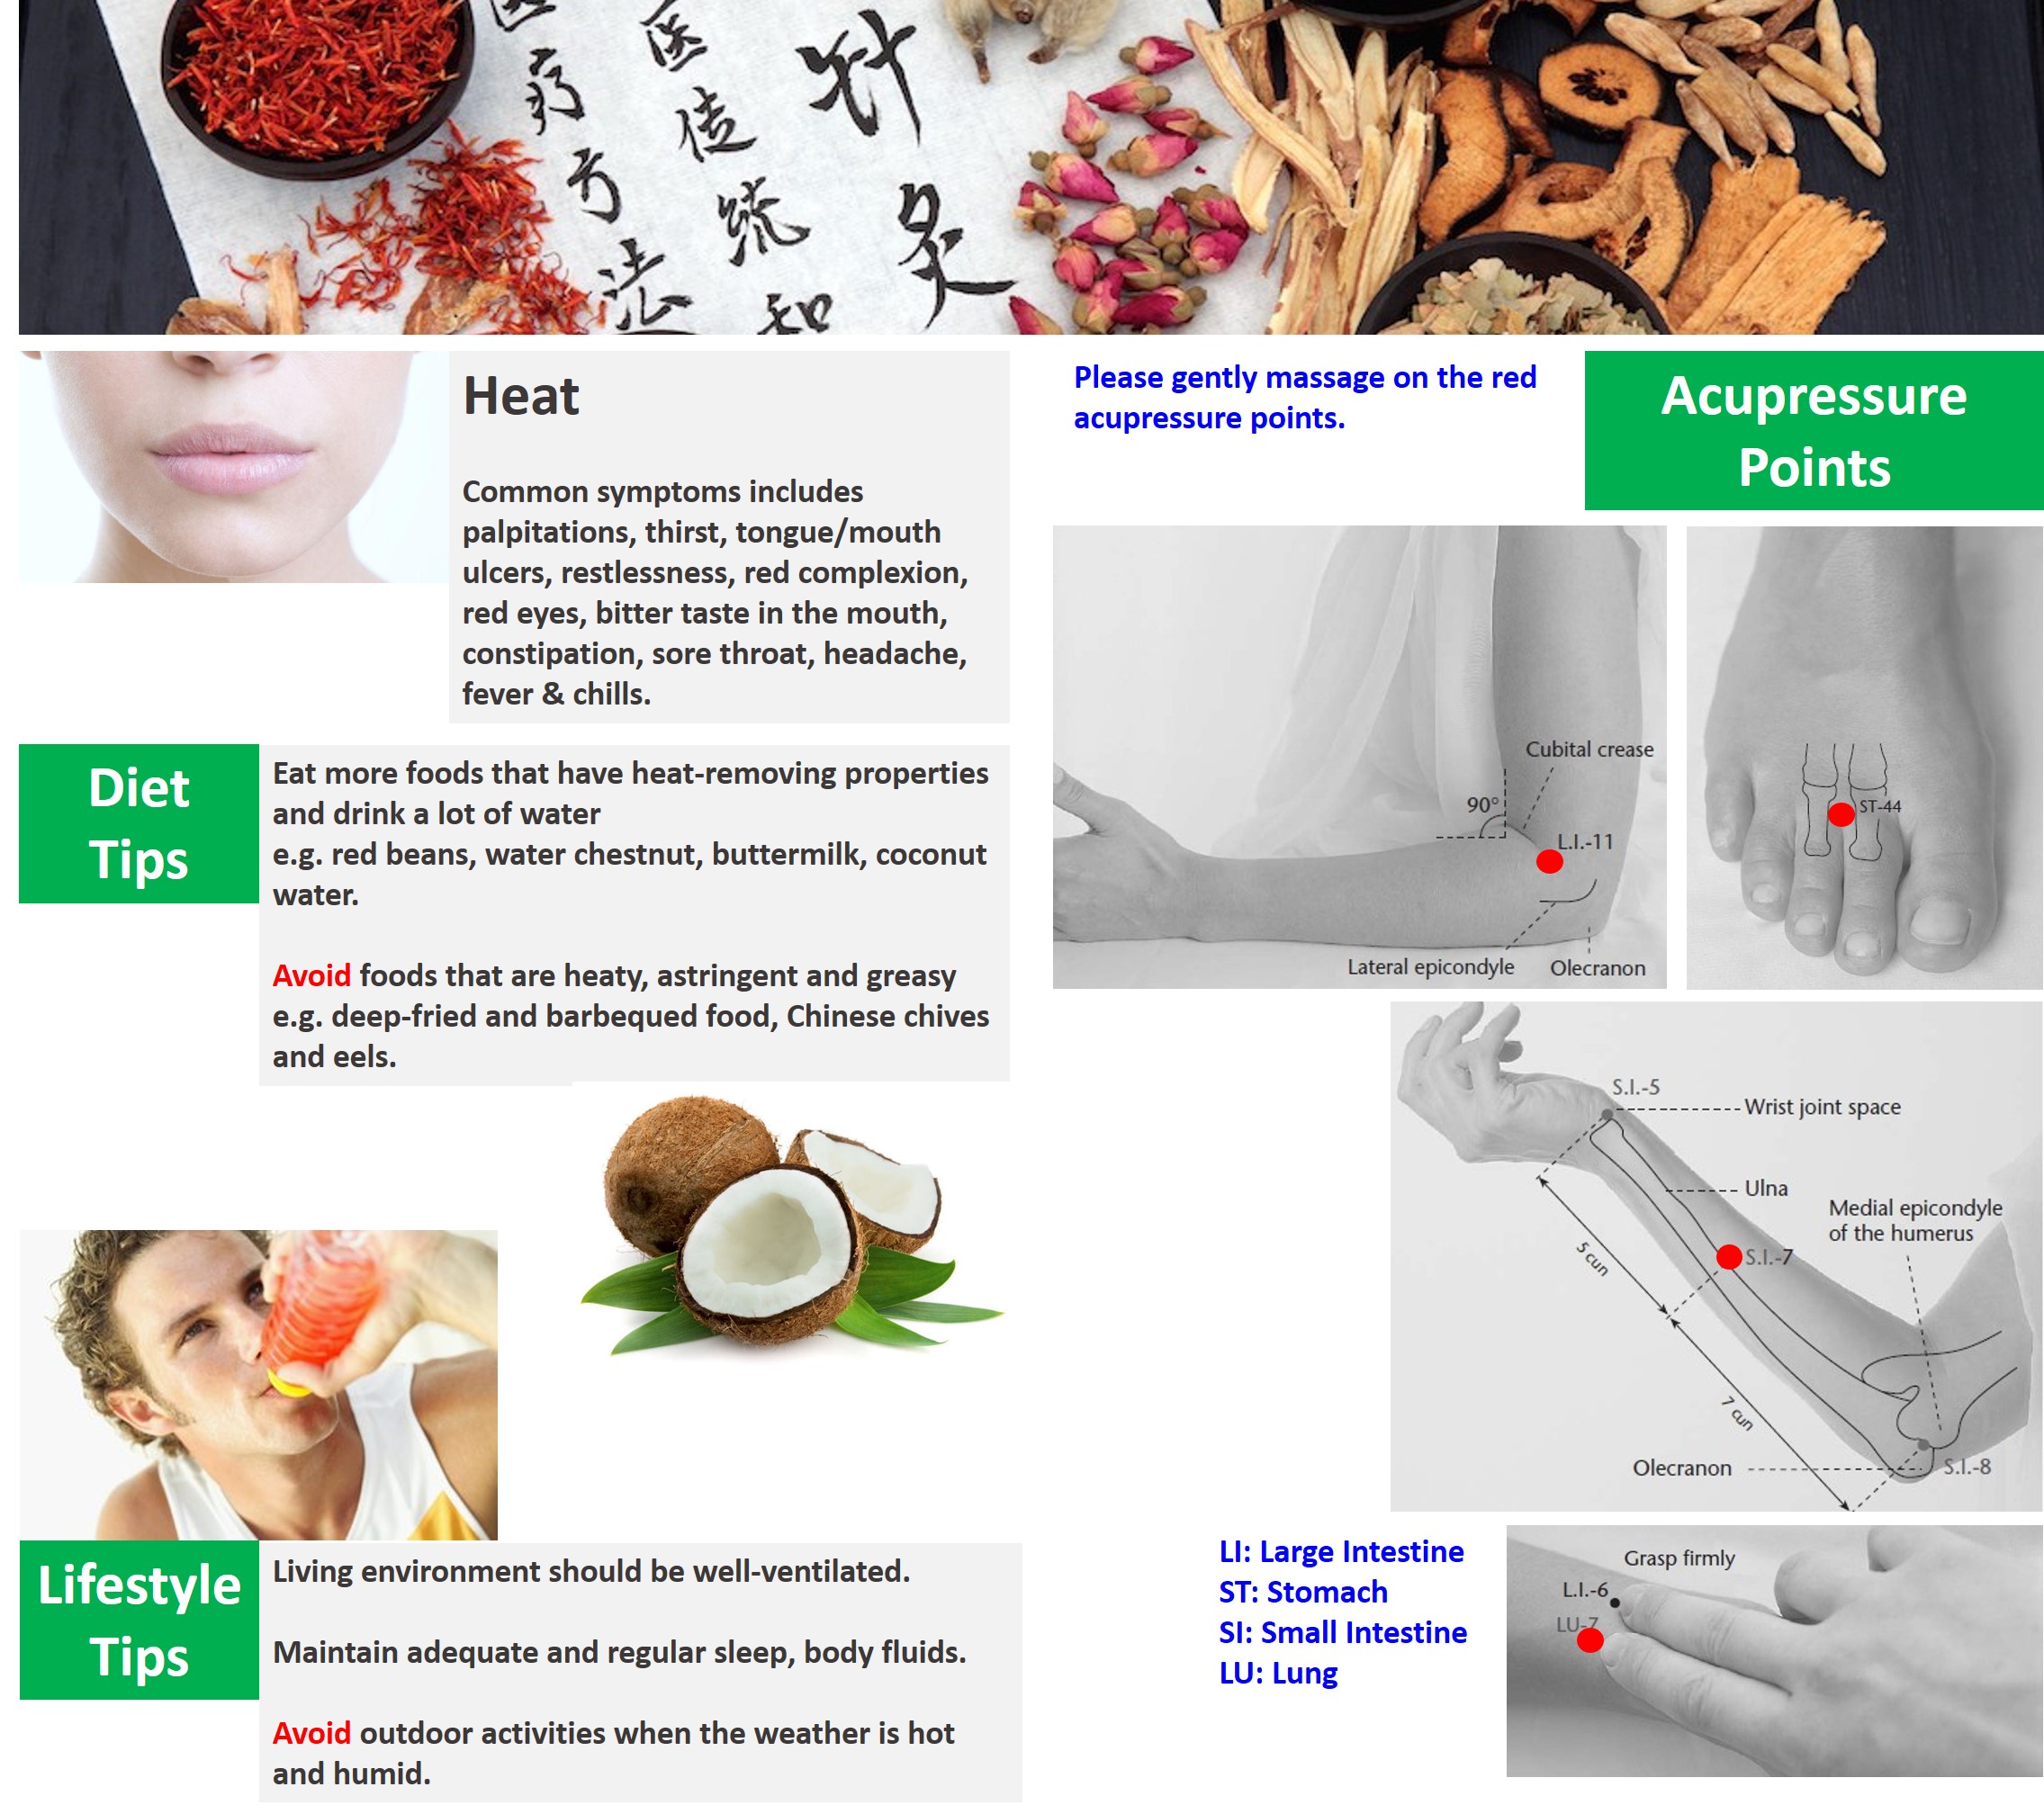 医
疗
方
法
医
传
统
和
针
灸
Heat
Common symptoms includes
palpitations, thirst, tongue/mouth
ulcers, restlessness, red complexion,
red eyes, bitter taste in the mouth,
constipation, sore throat, headache,
fever & chills.
Diet
Tips
Eat more foods that have heat-removing properties
and drink a lot of water
e.g. red beans, water chestnut, buttermilk, coconut
water.
Avoid foods that are heaty, astringent and greasy
e.g. deep-fried and barbequed food, Chinese chives
and eels.
Lifestyle
Tips
Living environment should be well-ventilated.
Maintain adequate and regular sleep, body fluids.
Avoid outdoor activities when the weather is hot
and humid.
Please gently massage on the red
acupressure points.
Acupressure
Points
Cubital crease
90°
L.I.-11
Lateral epicondyle
Olecranon
ST-44
S.I.-5
Wrist joint space
Ulna
Medial epicondyle
of the humerus
S.I.-7
5 cun
7 cun
Olecranon
S.I.-8
LI: Large Intestine
ST: Stomach
SI: Small Intestine
LU: Lung
Grasp firmly
L.I.-6
LU-7